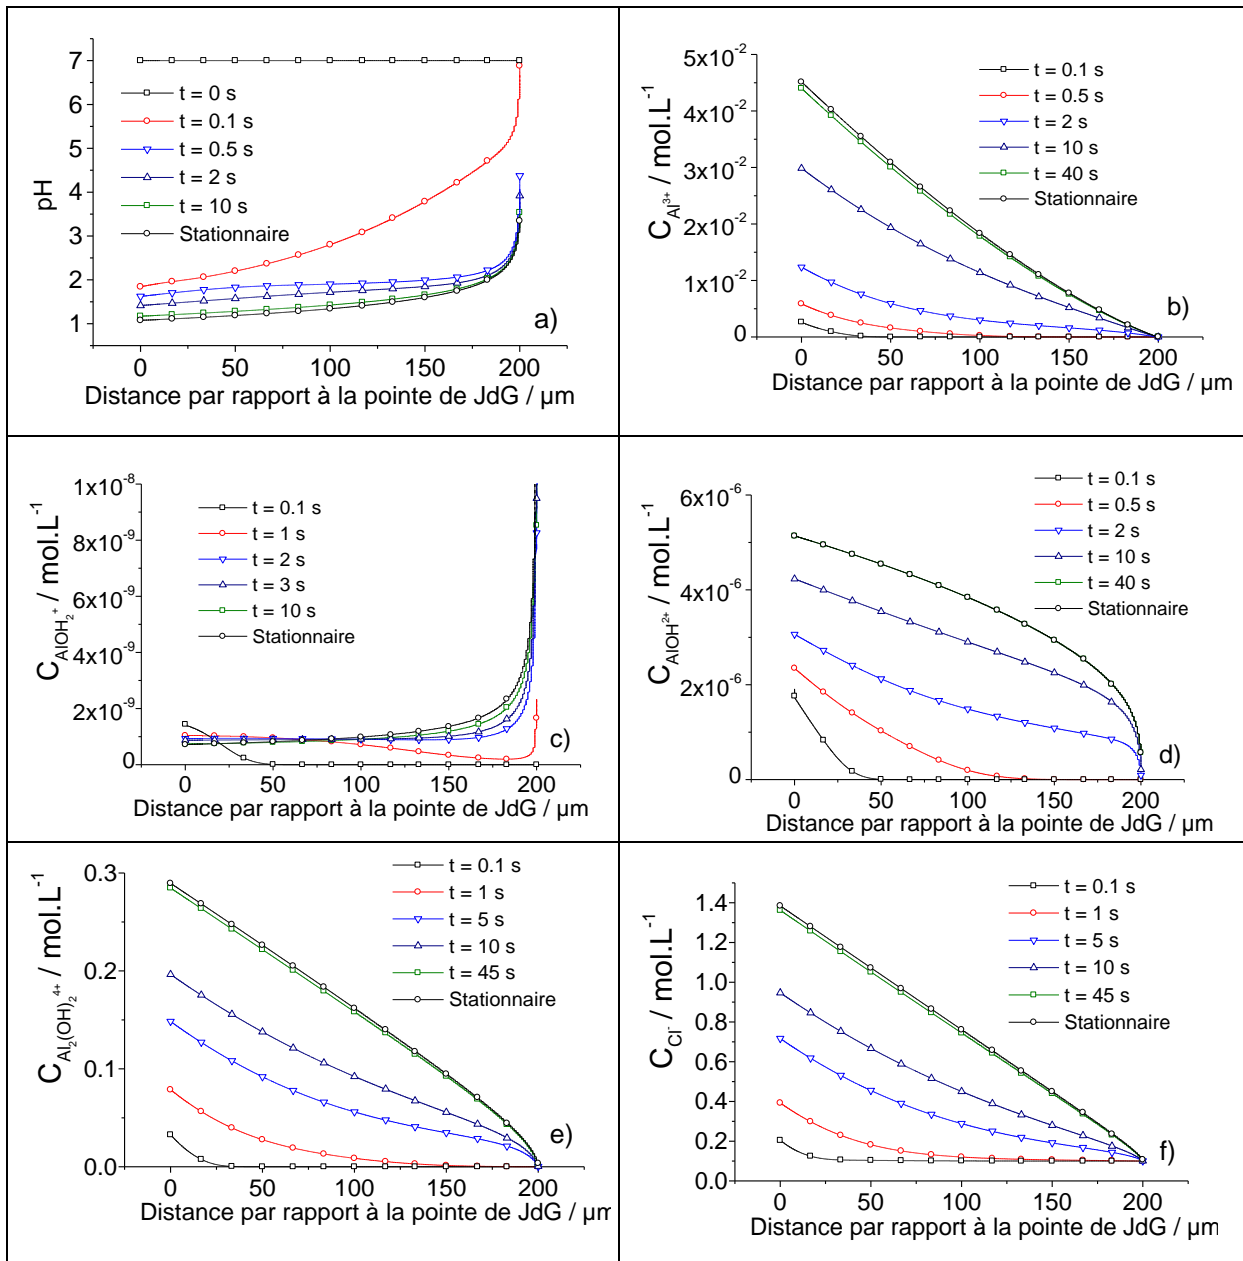 7
6
5
4
3
2
1
pH
t = 0 s
t = 0.1 s
t = 0.5 s
t = 2 s
t = 10 s
Stationnaire
a)
0 50 100 150 200
Distance par rapport à la pointe de JdG / µm
5x10⁻²
4x10⁻²
3x10⁻²
2x10⁻²
1x10⁻²
0
C_Al³⁺ / mol.L⁻¹
t = 0.1 s
t = 0.5 s
t = 2 s
t = 10 s
t = 40 s
Stationnaire
b)
0 50 100 150 200
Distance par rapport à la pointe de JdG / µm
1x10⁻⁸
8x10⁻⁹
6x10⁻⁹
4x10⁻⁹
2x10⁻⁹
0
C_AlOH₂⁺ / mol.L⁻¹
t = 0.1 s
t = 1 s
t = 2 s
t = 3 s
t = 10 s
Stationnaire
c)
0 50 100 150 200
Distance par rapport à la pointe de JdG / µm
6x10⁻⁶
4x10⁻⁶
2x10⁻⁶
0
C_AlOH²⁺ / mol.L⁻¹
t = 0.1 s
t = 0.5 s
t = 2 s
t = 10 s
t = 40 s
Stationnaire
d)
0 50 100 150 200
Distance par rapport à la pointe de JdG / µm
0.3
0.2
0.1
0.0
C_Al₂(OH)₂⁴⁺ / mol.L⁻¹
t = 0.1 s
t = 1 s
t = 5 s
t = 10 s
t = 45 s
Stationnaire
e)
0 50 100 150 200
Distance par rapport à la pointe de JdG / µm
1.4
1.2
1.0
0.8
0.6
0.4
0.2
0.0
C_Cl⁻ / mol.L⁻¹
t = 0.1 s
t = 1 s
t = 5 s
t = 10 s
t = 45 s
Stationnaire
f)
0 50 100 150 200
Distance par rapport à la pointe de JdG / µm